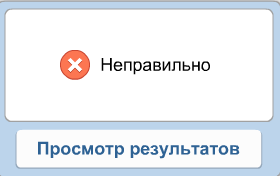 Неправильно
Просмотр результатов